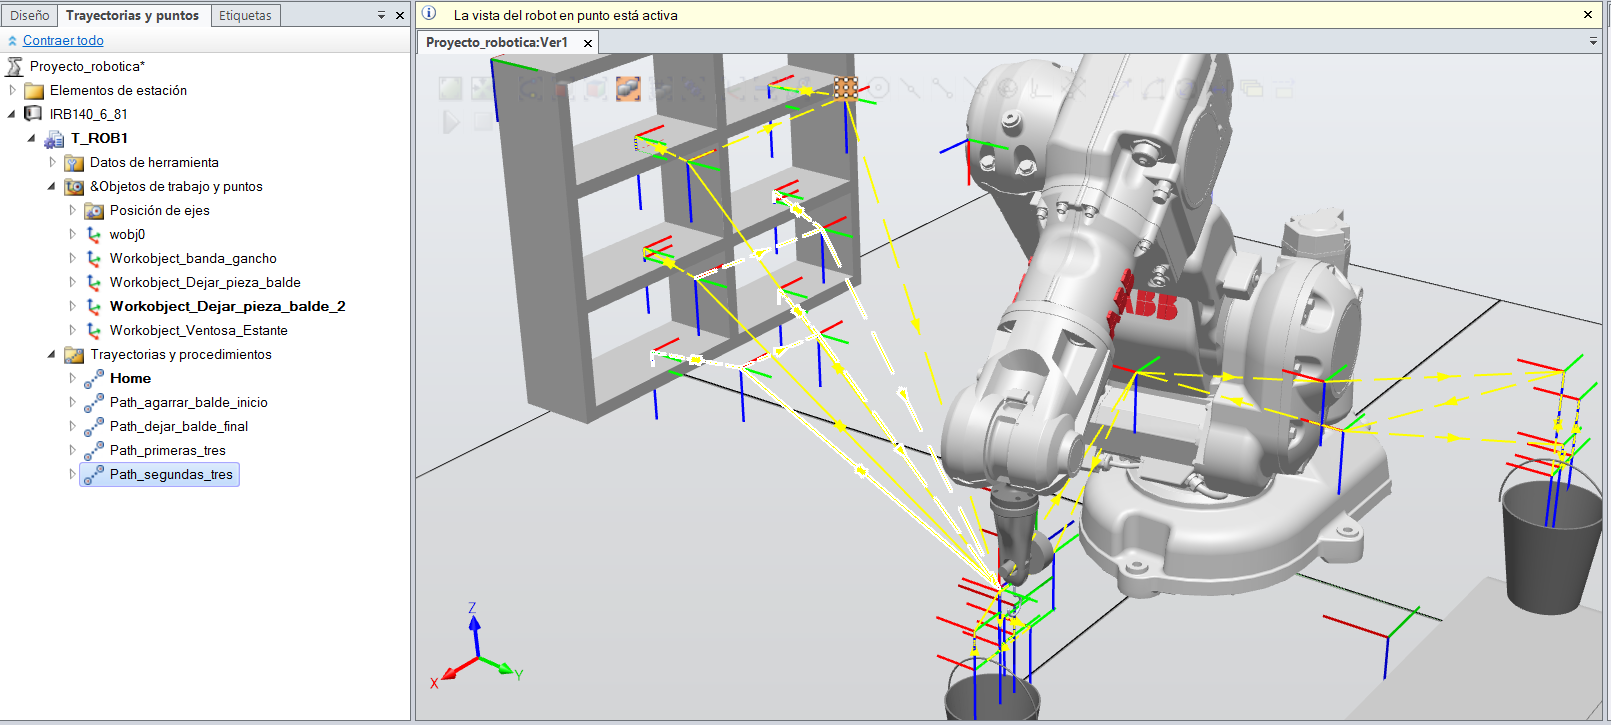 Diseño
Trayectorias y puntos
Etiquetas
Contraer todo
Proyecto_robotica*
Elementos de estación
IRB140_6_81
T_ROB1
Datos de herramienta
&Objetos de trabajo y puntos
Posición de ejes
wobj0
Workobject_banda_gancho
Workobject_Dejar_pieza_balde
Workobject_Dejar_pieza_balde_2
Workobject_Ventosa_Estante
Trayectorias y procedimientos
Home
Path_agarrar_balde_inicio
Path_dejar_balde_final
Path_primeras_tres
Path_segundas_tres
La vista del robot en punto está activa
Proyecto_robotica:Ver1
ABB
Z
X
Y